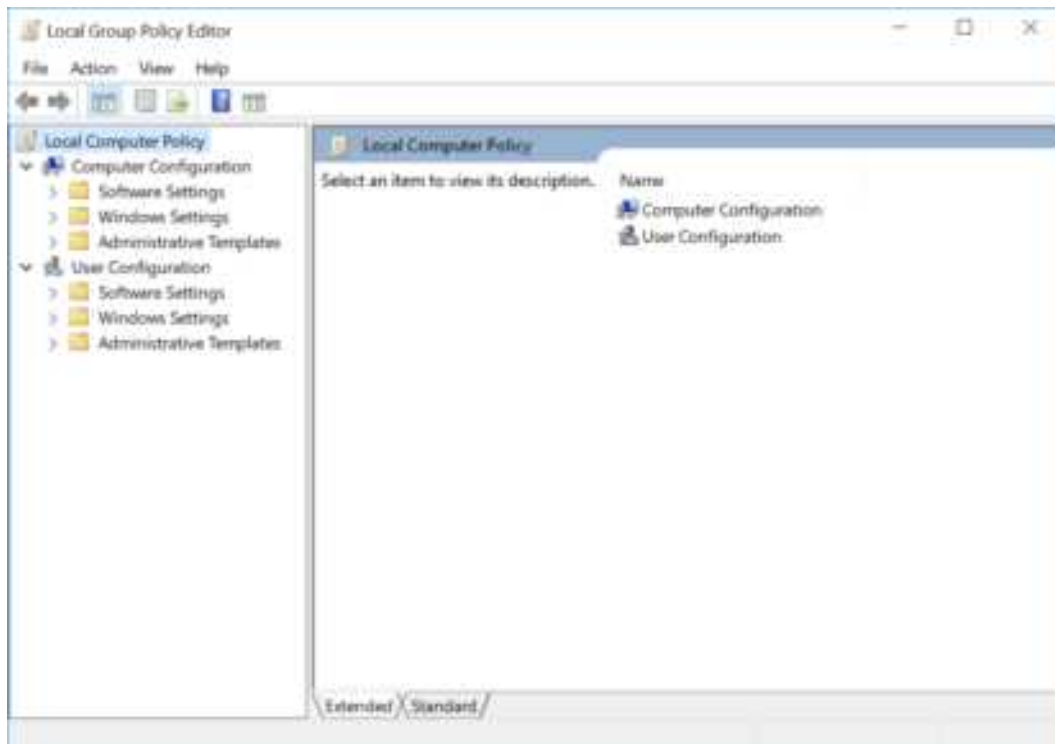 Local Group Policy Editor
File Action View Help
Local Computer Policy
Computer Configuration
Software Settings
Windows Settings
Administrative Templates
User Configuration
Software Settings
Windows Settings
Administrative Templates
Local Computer Policy
Select an item to view its description.
Name
Computer Configuration
User Configuration
Extended Standard